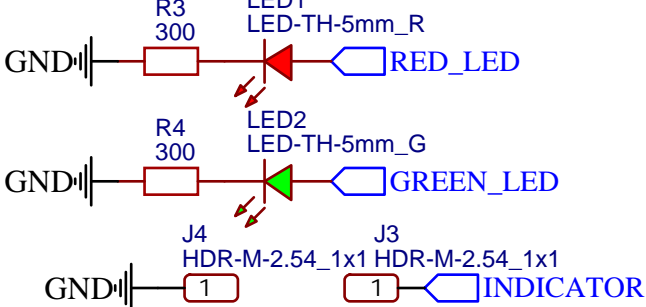 R3
LED1
300
LED-TH-5mm_R
GND
RED_LED
R4
LED2
300
LED-TH-5mm_G
GND
GREEN_LED
J4
J3
HDR-M-2.54_1x1
HDR-M-2.54_1x1
GND
1
1
INDICATOR